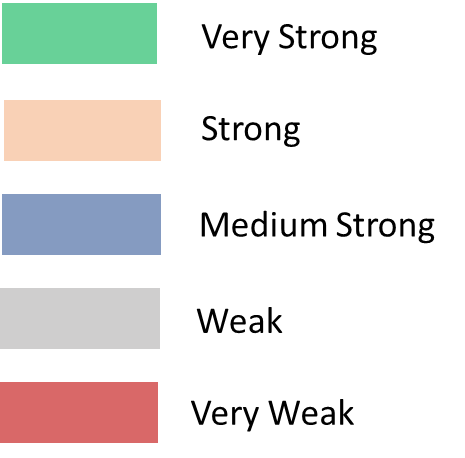 Very Strong
Strong
Medium Strong
Weak
Very Weak